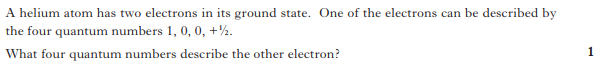 A helium atom has two electrons in its ground state. One of the electrons can be described by
the four quantum numbers 1, 0, 0, +½.
What four quantum numbers describe the other electron? 1